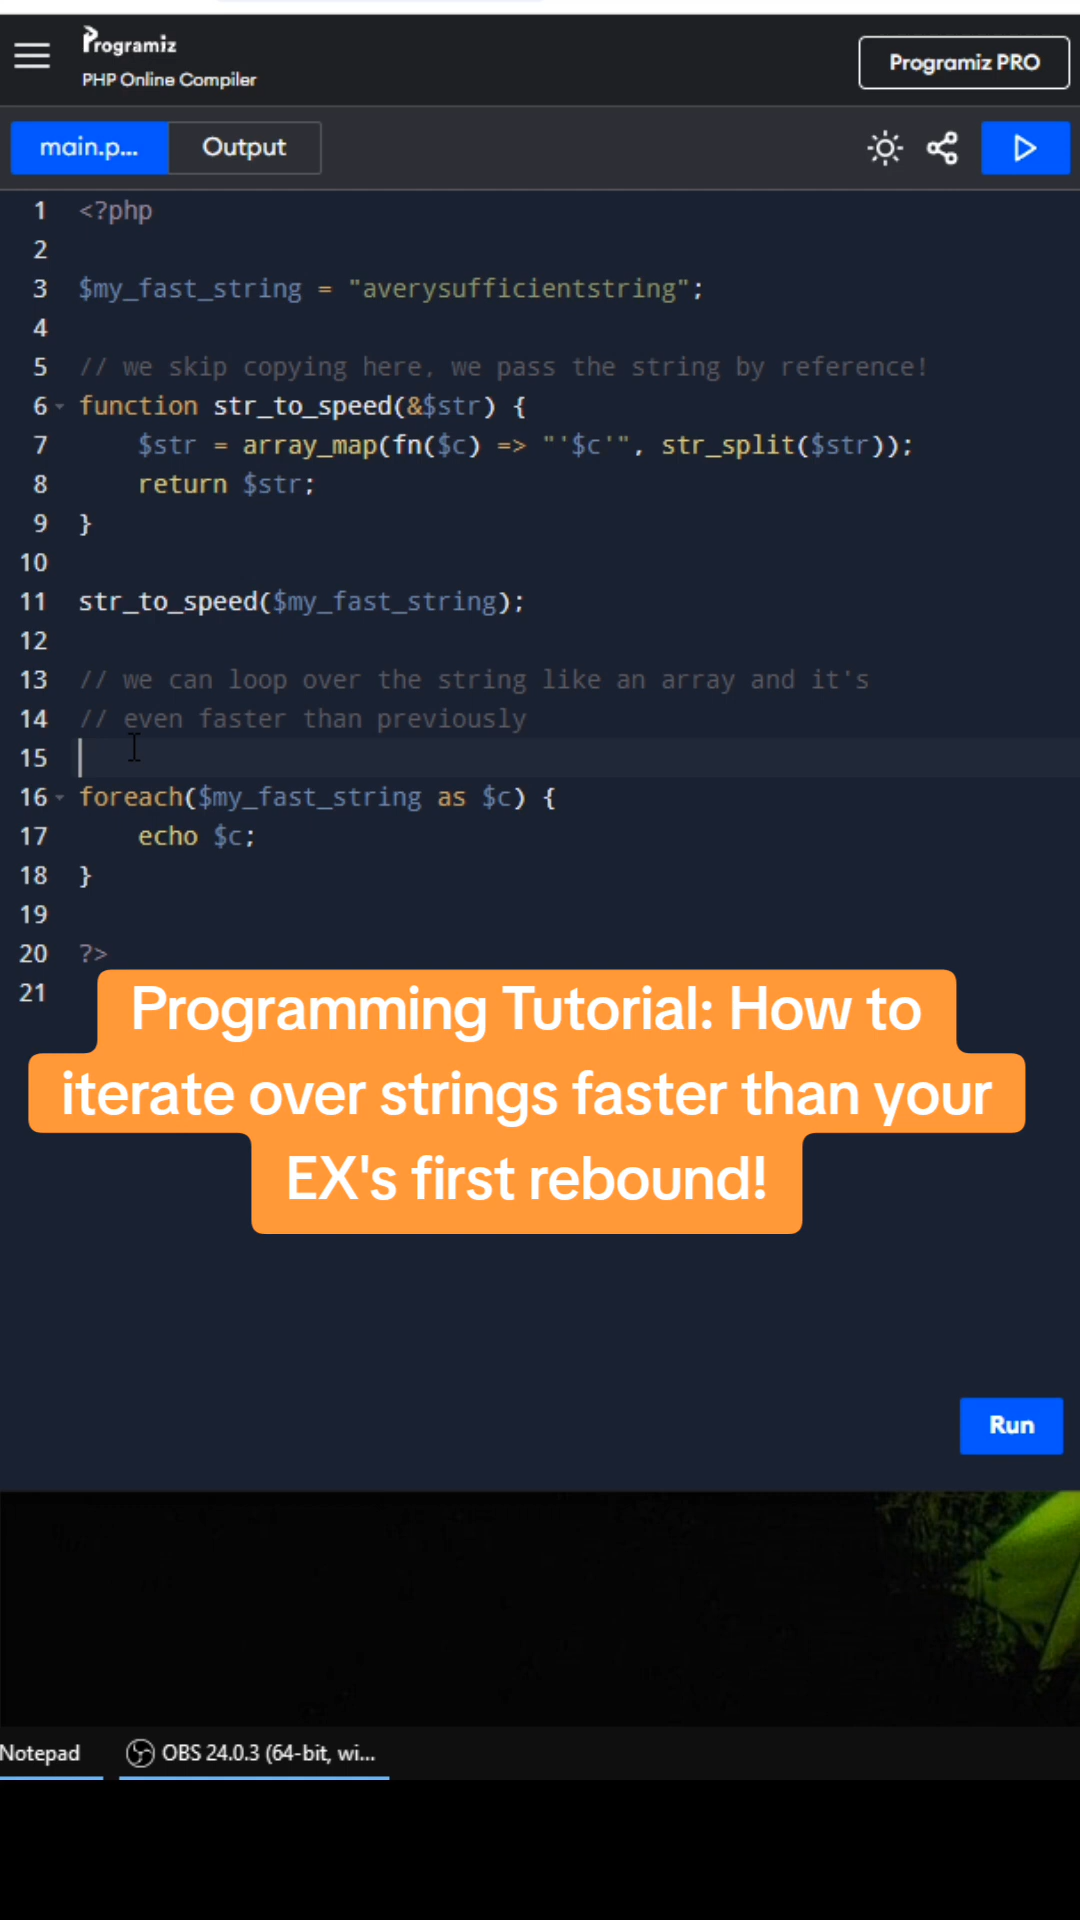 Programiz
PHP Online Compiler
Programiz PRO
main.p...
Output
1 <?php
2
3 $my_fast_string = "averysufficientstring";
4
5 // we skip copying here, we pass the string by reference!
6 function str_to_speed(&$str) {
7     $str = array_map(fn($c) => "'$c'", str_split($str));
8     return $str;
9 }
10
11 str_to_speed($my_fast_string);
12
13 // we can loop over the string like an array and it's
14 // even faster than previously
15
16 foreach($my_fast_string as $c) {
17     echo $c;
18 }
19
20 ?>
21
Programming Tutorial: How to
iterate over strings faster than your
EX's first rebound!
Run
Notepad
OBS 24.0.3 (64-bit, wi...